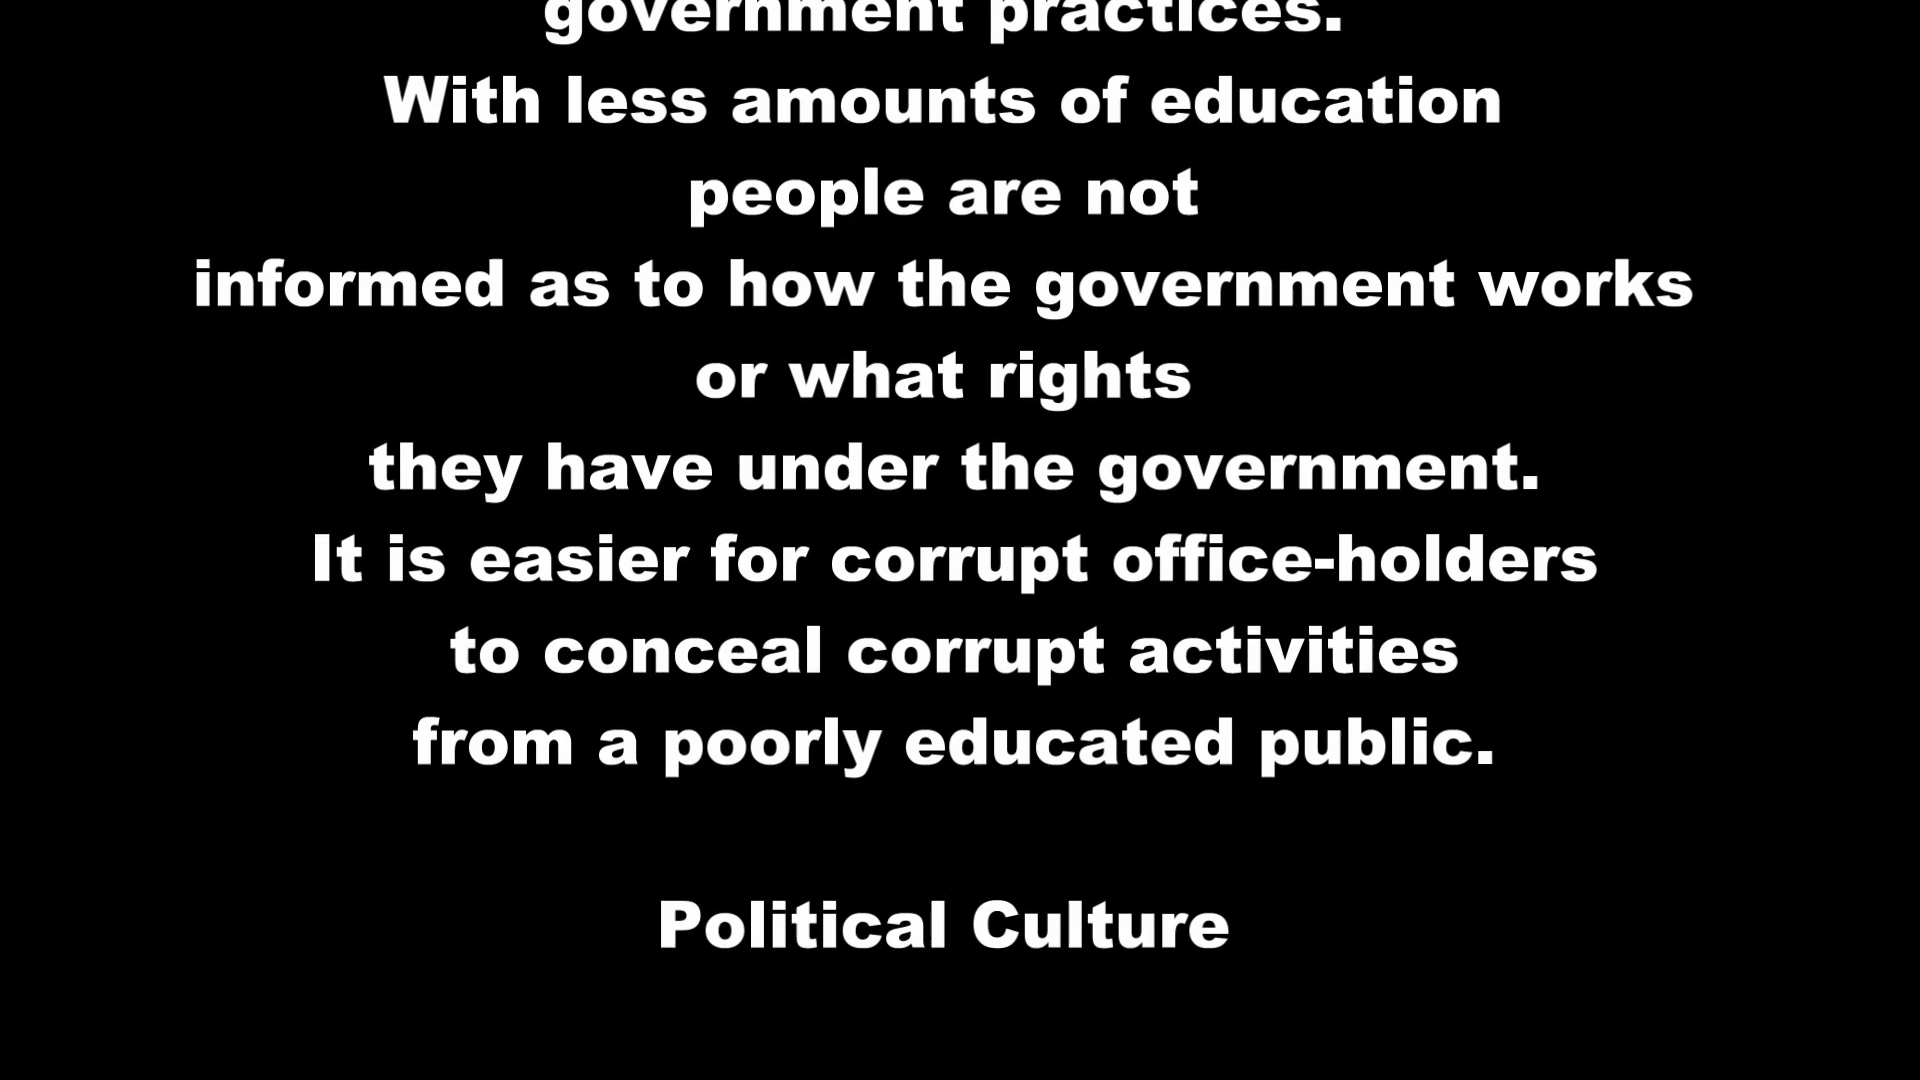 government practices.
With less amounts of education
people are not
informed as to how the government works
or what rights
they have under the government.
It is easier for corrupt office-holders
to conceal corrupt activities
from a poorly educated public.
Political Culture